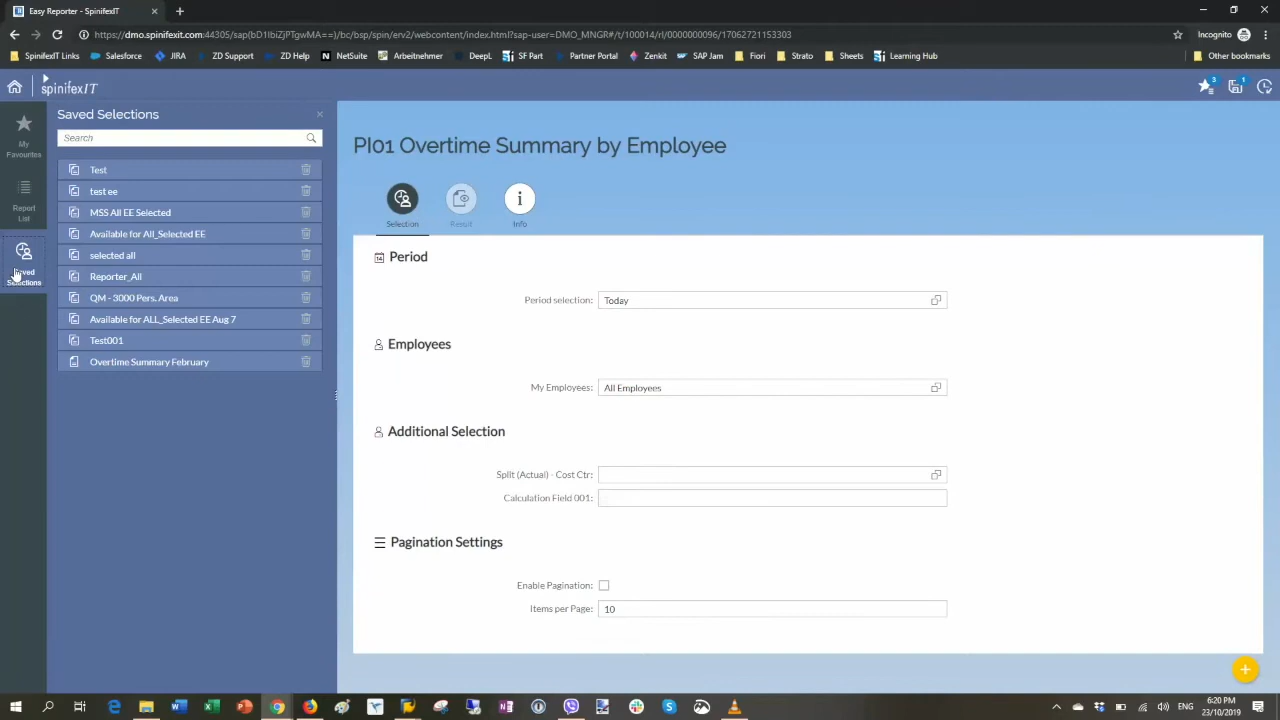 Easy Reporter - SpinifexIT
https://dmo.spinifexit.com:44305/sap(bD1lbiZjPTgwMA==)/bc/bsp/spin/erv2/webcontent/index.html?sap-user=DMO_MNGR#/t/100014/rl/0000000096/17062721153303
Incognito
SpinifexIT Links
Salesforce
JIRA
ZD Support
ZD Help
NetSuite
Arbeitnehmer
DeepL
SF Part
Partner Portal
Zenkit
SAP Jam
Fiori
Strato
Sheets
Learning Hub
Other bookmarks
spinifexIT
3
1
My
Favourites
Report
List
Saved
Selections
Saved Selections
Search
Test
test ee
MSS All EE Selected
Available for All_Selected EE
selected all
Reporter_All
QM - 3000 Pers. Area
Available for ALL_Selected EE Aug 7
Test001
Overtime Summary February
PI01 Overtime Summary by Employee
Selection
Result
Info
Period
Period selection: Today
Employees
My Employees: All Employees
Additional Selection
Split (Actual) - Cost Ctr:
Calculation Field 001:
Pagination Settings
Enable Pagination:
Items per Page: 10
6:20 PM
23/10/2019